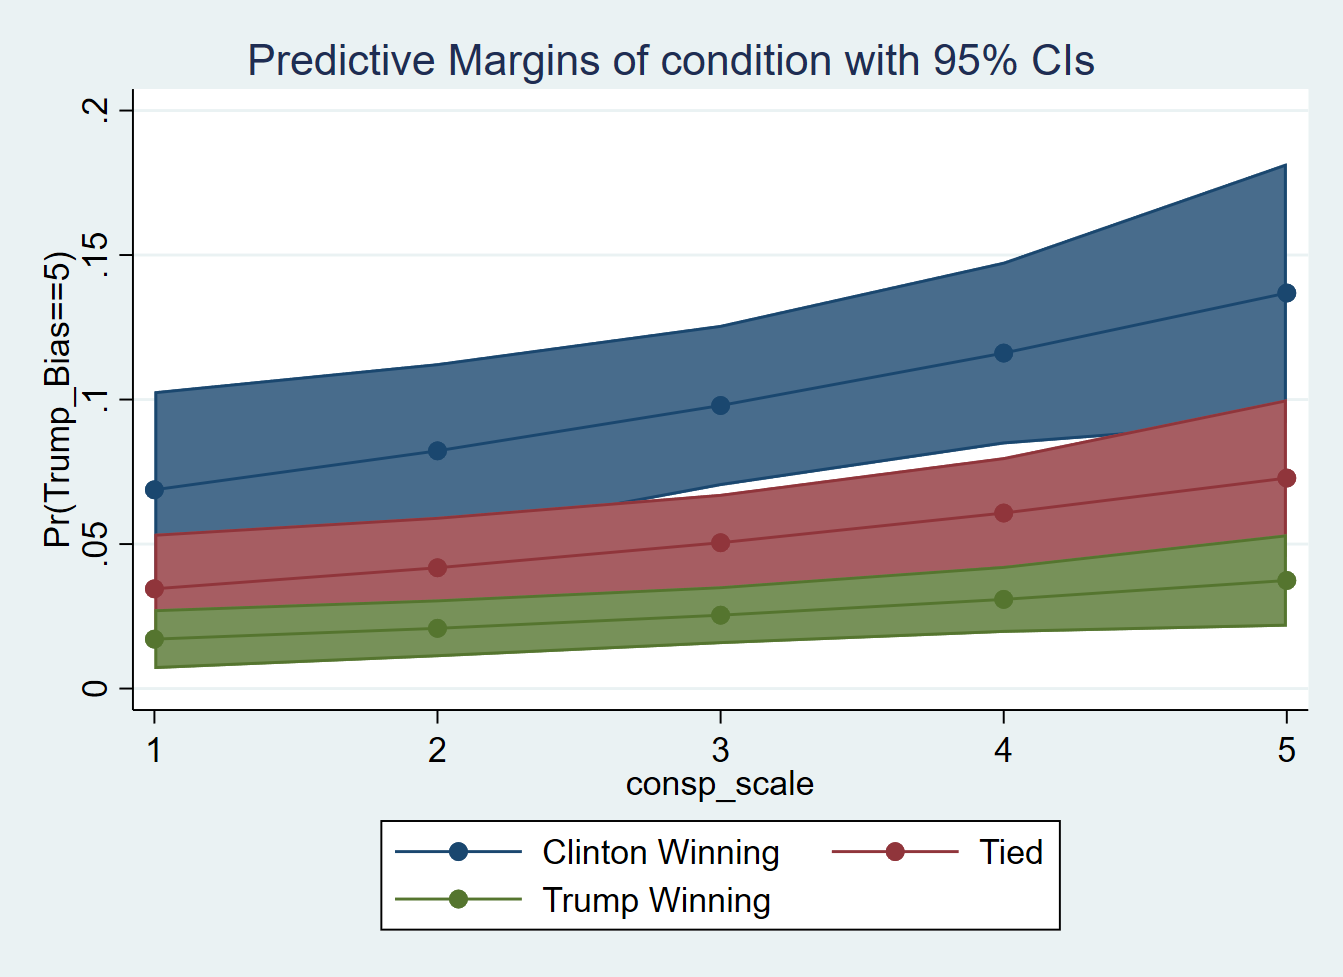 Predictive Margins of condition with 95% CIs
Pr(Trump_Bias==5)
.2
.15
.1
.05
0
1 2 3 4 5
consp_scale
Clinton Winning Tied
Trump Winning